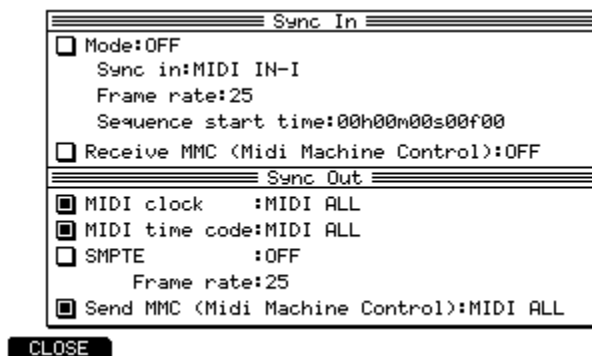 Sync In
Mode:OFF
Sync in:MIDI IN-I
Frame rate:25
Sequence start time:00h00m00s00f00
Receive MMC (Midi Machine Control):OFF
Sync Out
MIDI clock :MIDI ALL
MIDI time code:MIDI ALL
SMPTE :OFF
Frame rate:25
Send MMC (Midi Machine Control):MIDI ALL
CLOSE